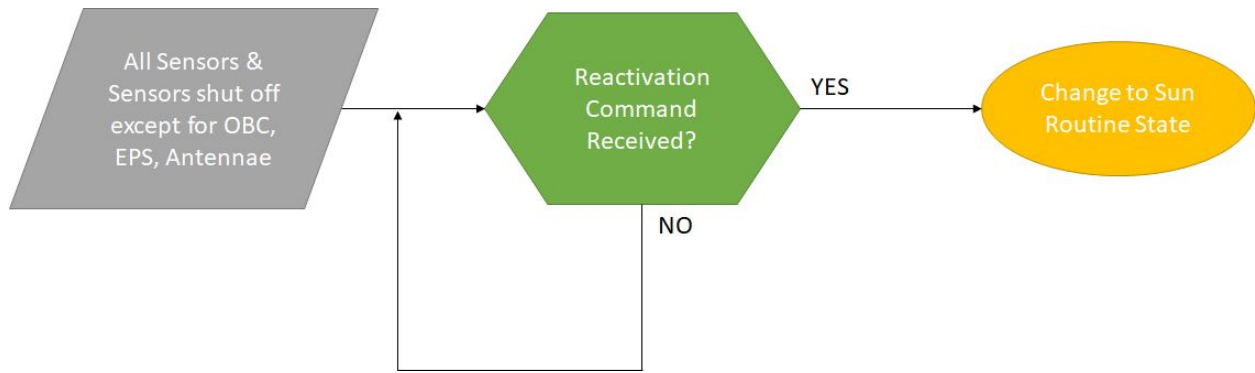 All Sensors &
Sensors shut off
except for OBC,
EPS, Antennae
Reactivation
Command
Received?
YES
NO
Change to Sun
Routine State